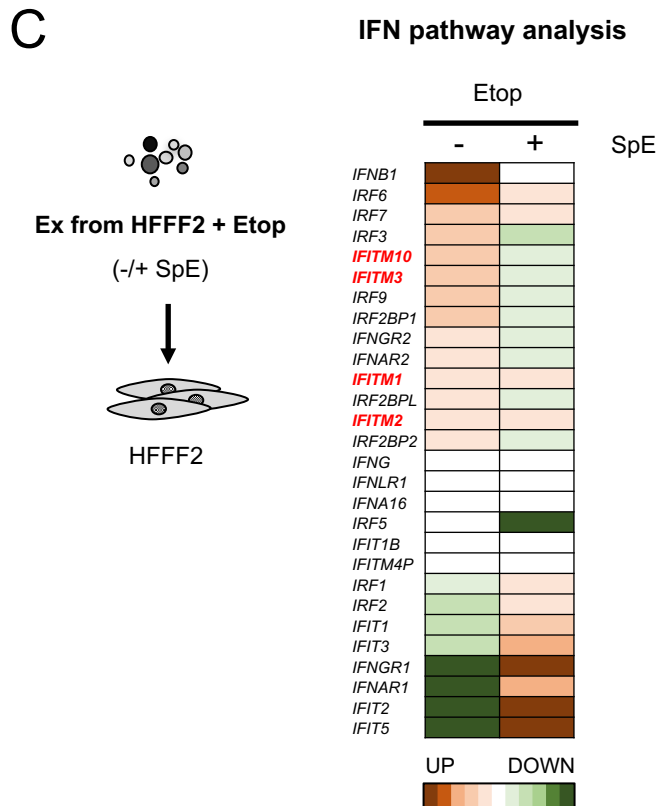 C
IFN pathway analysis
Etop
- + SpE
Ex from HFFF2 + Etop
(-/+ SpE)
HFFF2
IFNB1
IRF6
IRF7
IRF3
IFITM10
IFITM3
IRF9
IRF2BP1
IFNGR2
IFNAR2
IFITM1
IRF2BPL
IFITM2
IRF2BP2
IFNG
IFNLR1
IFNA16
IRF5
IFIT1B
IFITM4P
IRF1
IRF2
IFIT1
IFIT3
IFNGR1
IFNAR1
IFIT2
IFIT5
UP DOWN